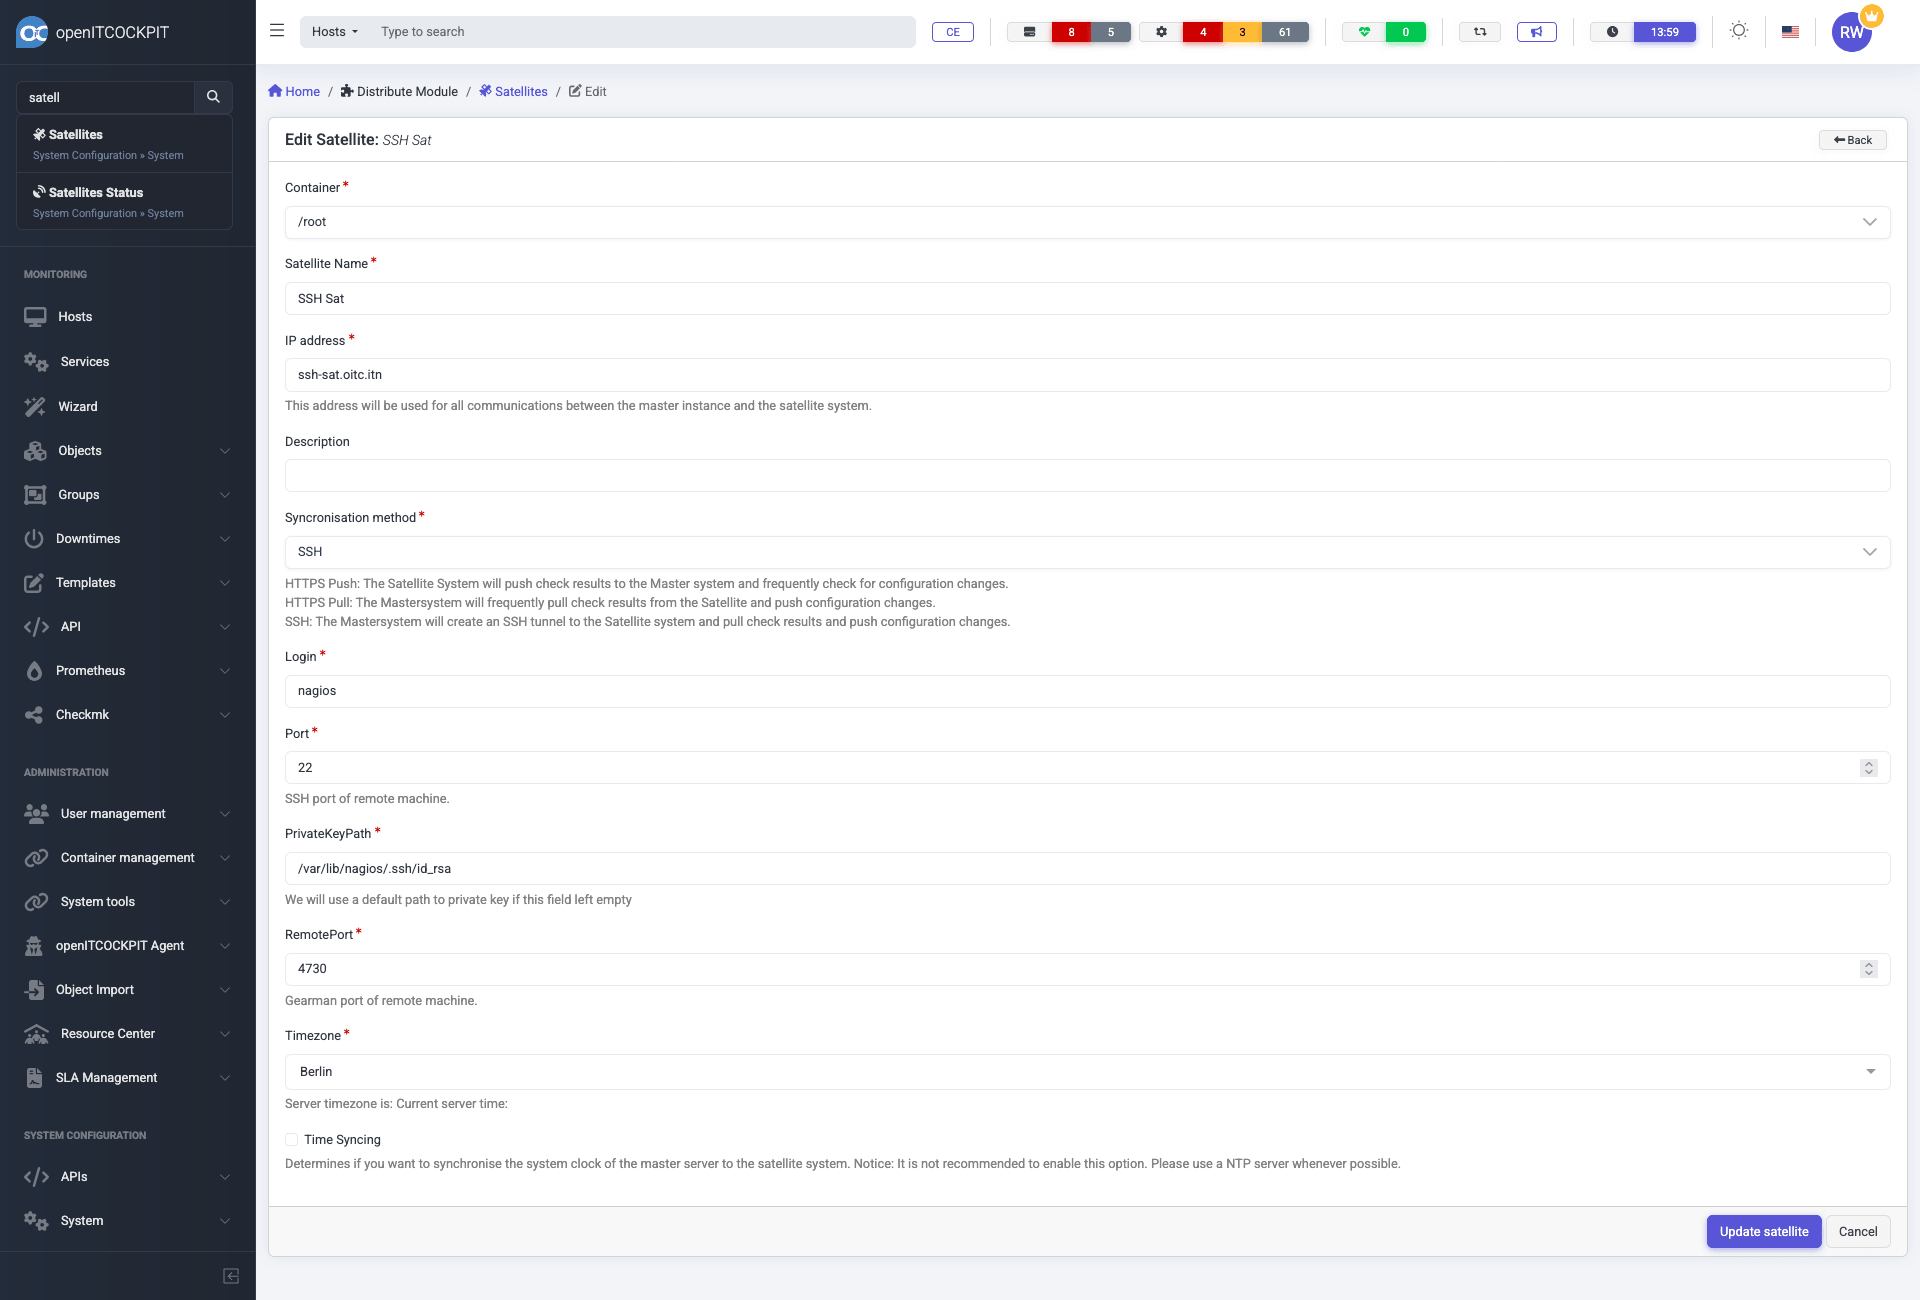 openITCOCKPIT
Hosts
Type to search
CE
8
5
4
3
61
0
13:59
RW
satell
Satellites
System Configuration » System
Satellites Status
System Configuration » System
MONITORING
Hosts
Services
Wizard
Objects
Groups
Downtimes
Templates
API
Prometheus
Checkmk
ADMINISTRATION
User management
Container management
System tools
openITCOCKPIT Agent
Object Import
Resource Center
SLA Management
SYSTEM CONFIGURATION
APIs
System
Home / Distribute Module / Satellites / Edit
Edit Satellite: SSH Sat
Back
Container *
/root
Satellite Name *
SSH Sat
IP address *
ssh-sat.oitc.itn
This address will be used for all communications between the master instance and the satellite system.
Description
Syncronisation method *
SSH
HTTPS Push: The Satellite System will push check results to the Master system and frequently check for configuration changes.
HTTPS Pull: The Mastersystem will frequently pull check results from the Satellite and push configuration changes.
SSH: The Mastersystem will create an SSH tunnel to the Satellite system and pull check results and push configuration changes.
Login *
nagios
Port *
22
SSH port of remote machine.
PrivateKeyPath *
/var/lib/nagios/.ssh/id_rsa
We will use a default path to private key if this field left empty
RemotePort *
4730
Gearman port of remote machine.
Timezone *
Berlin
Server timezone is: Current server time:
Time Syncing
Determines if you want to synchronise the system clock of the master server to the satellite system. Notice: It is not recommended to enable this option. Please use a NTP server whenever possible.
Update satellite
Cancel